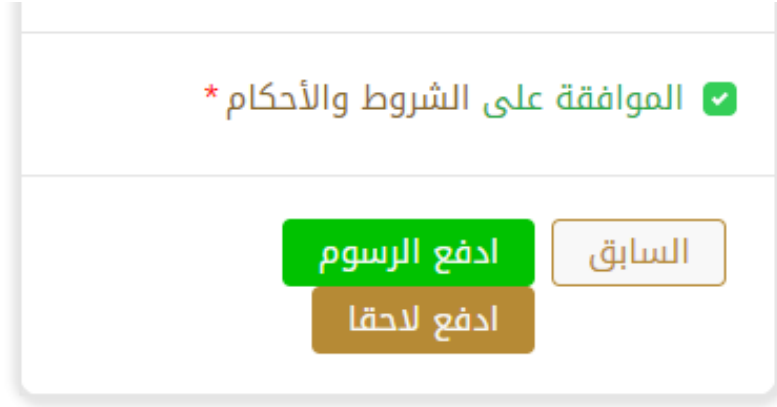 الموافقة على الشروط والأحكام *
السابق ادفع الرسوم
ادفع لاحقا